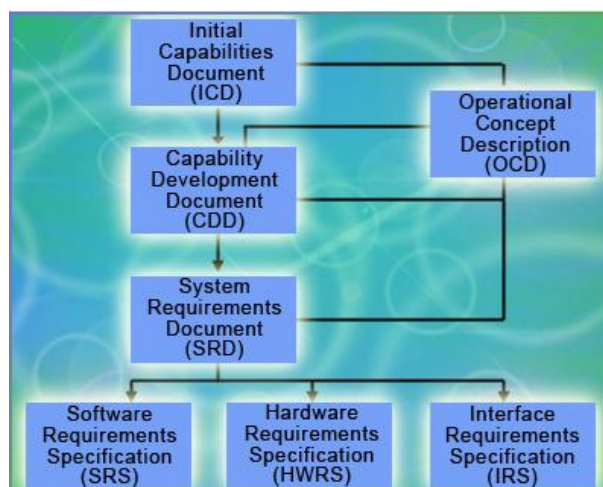 Initial
Capabilities
Document
(ICD)
Operational
Concept
Description
(OCD)
Capability
Development
Document
(CDD)
System
Requirements
Document
(SRD)
Software
Requirements
Specification
(SRS)
Hardware
Requirements
Specification
(HWRS)
Interface
Requirements
Specification
(IRS)